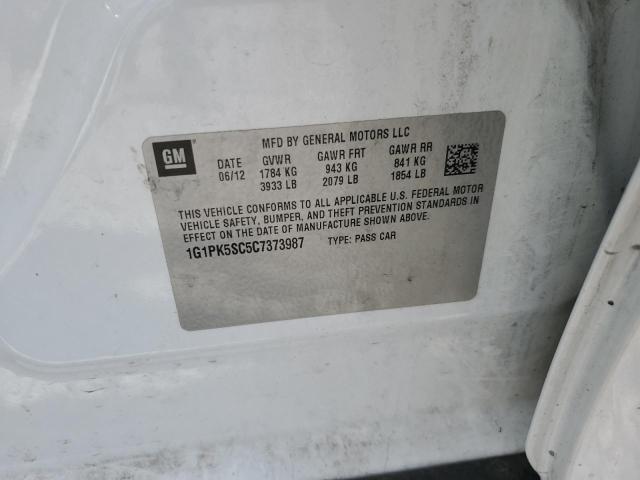 MFD BY GENERAL MOTORS LLC
GM
DATE GVWR GAWR FRT GAWR RR
06/12 1784 KG 943 KG 841 KG
3933 LB 2079 LB 1854 LB
THIS VEHICLE CONFORMS TO ALL APPLICABLE U.S. FEDERAL MOTOR
VEHICLE SAFETY, BUMPER, AND THEFT PREVENTION STANDARDS IN
EFFECT ON THE DATE OF MANUFACTURE SHOWN ABOVE.
1G1PK5SC5C7373987 TYPE: PASS CAR